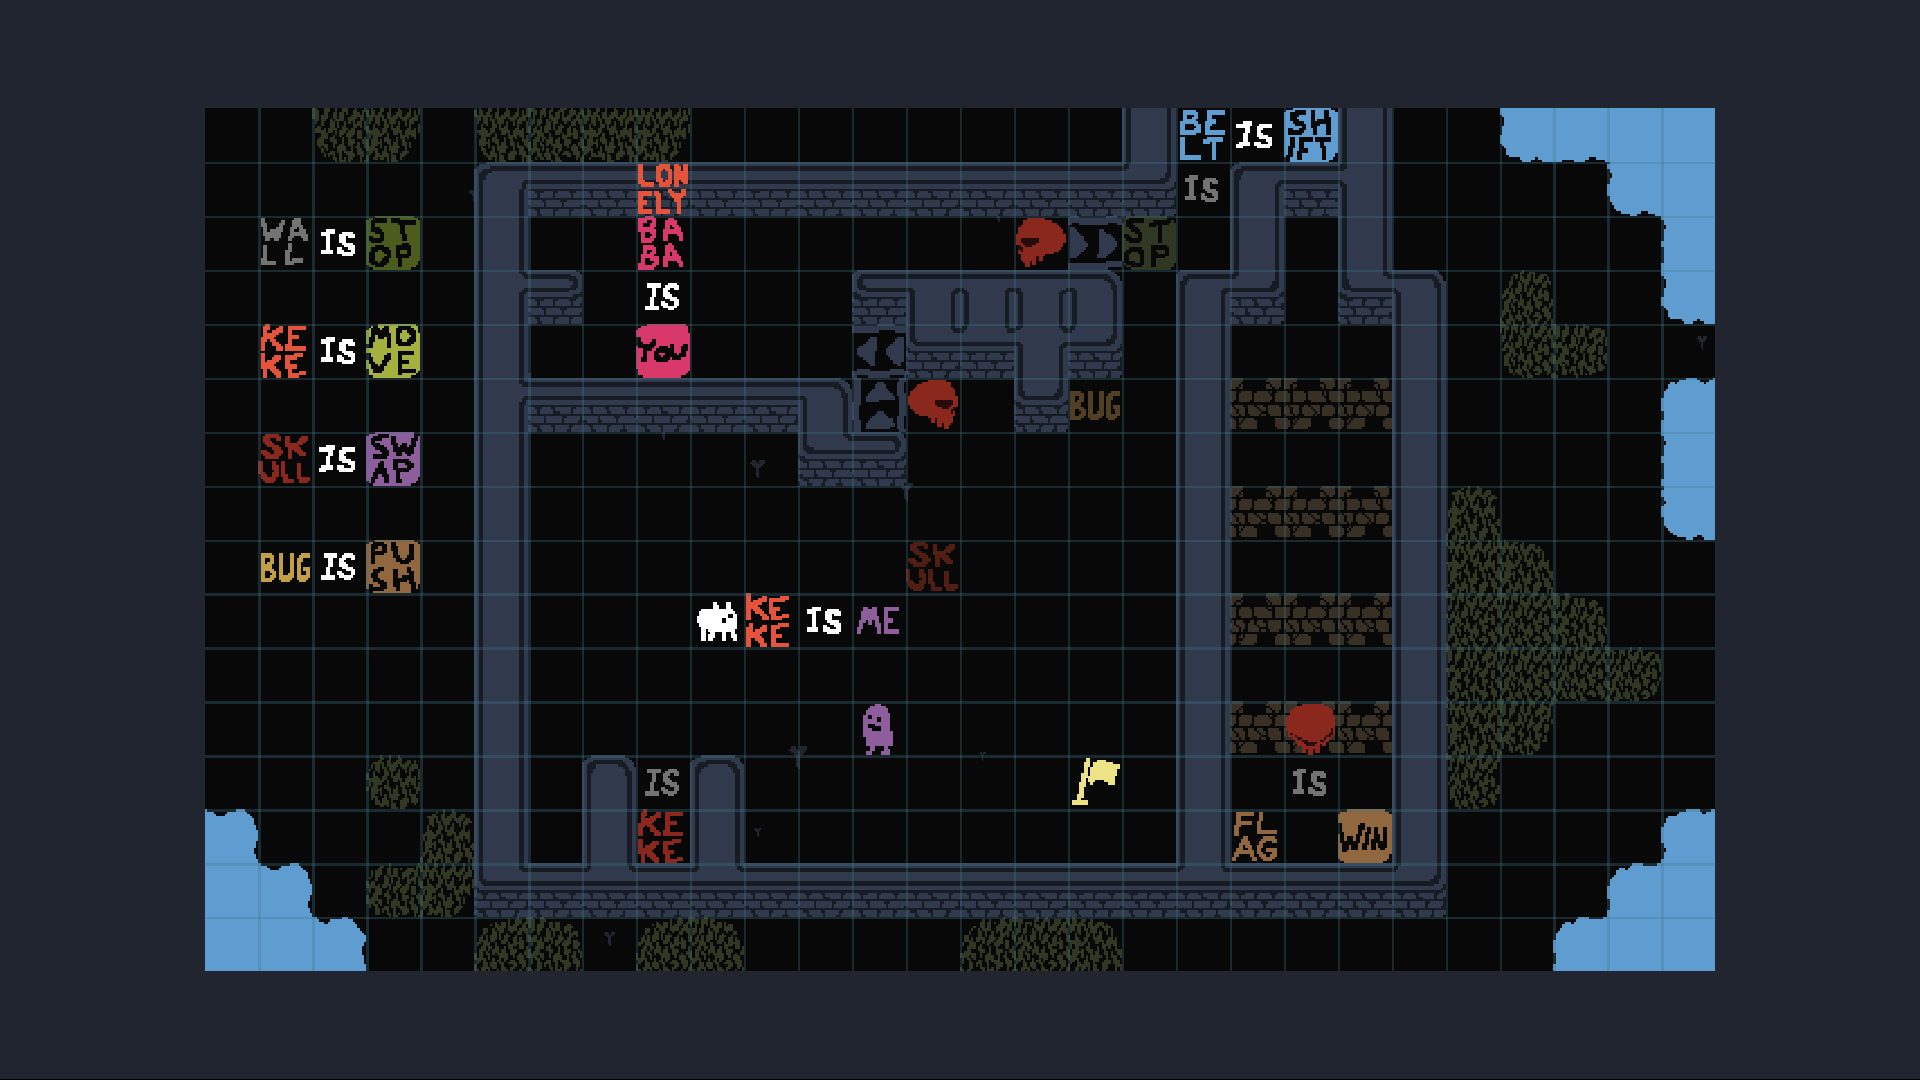 BELT IS SHIFT
LONELY
IS
WALL IS STOP
BABA
STOP
IS
KEKE IS MOVE
YOU
BUG
SKULL IS SWAP
BUG IS PUSH
SKULL
KEKE IS ME
IS
IS
KEKE
FLAG
WIN